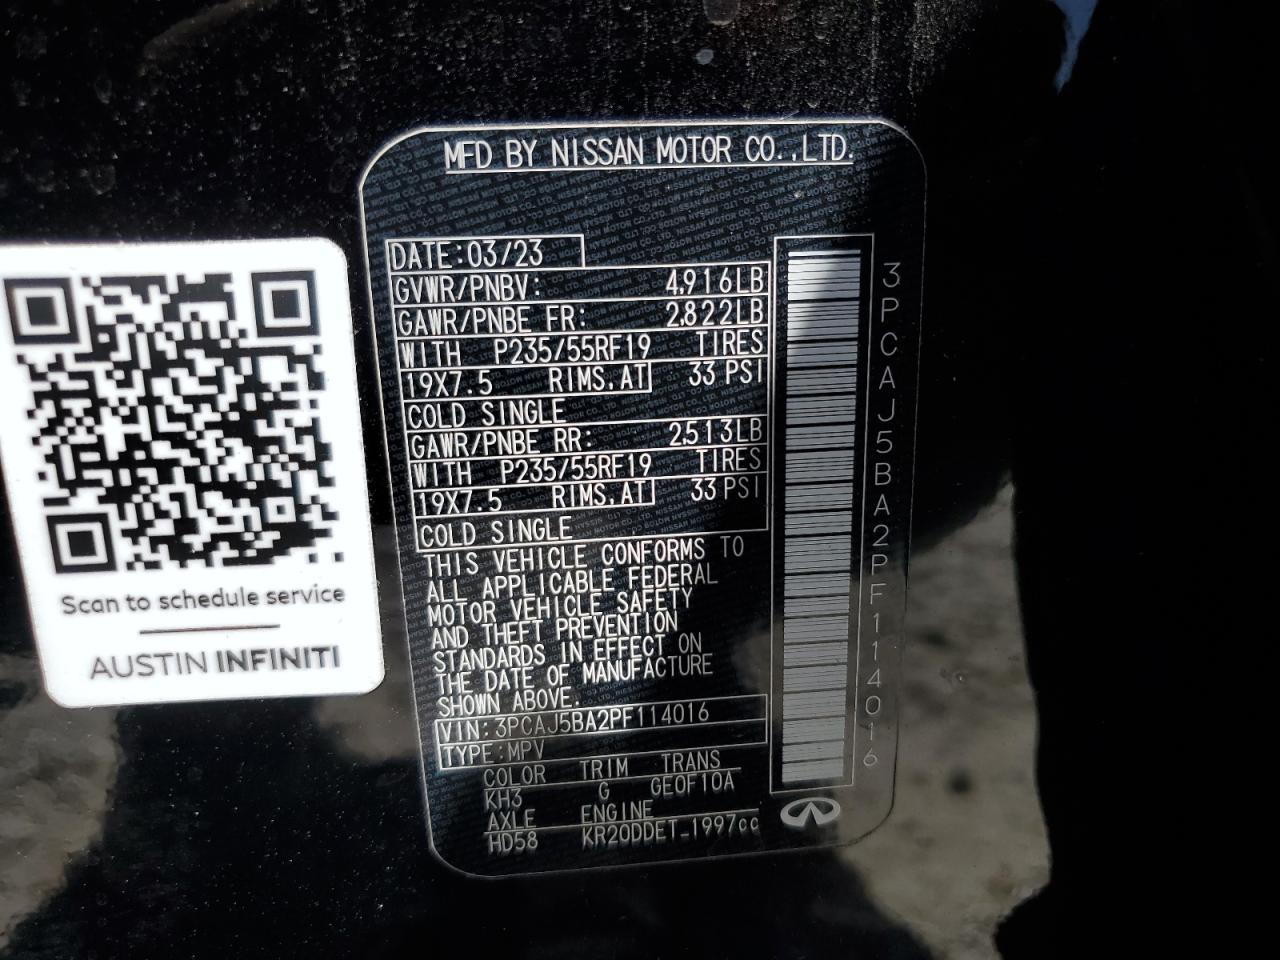 MFD BY NISSAN MOTOR CO.,LTD.
DATE:03/23
GVWR/PNBV: 4,916LB
GAWR/PNBE FR: 2,822LB
WITH P235/55RF19 TIRES
19X7.5 RIMS.AT 33 PSI
COLD SINGLE
GAWR/PNBE RR: 2,513LB
WITH P235/55RF19 TIRES
19X7.5 RIMS.AT 33 PSI
COLD SINGLE
THIS VEHICLE CONFORMS TO
ALL APPLICABLE FEDERAL
MOTOR VEHICLE SAFETY
AND THEFT PREVENTION
STANDARDS IN EFFECT ON
THE DATE OF MANUFACTURE
SHOWN ABOVE.
VIN:3PCAJ5BA2PF114016
TYPE:MPV
COLOR TRIM TRANS
KH3 G GE0F10A
AXLE ENGINE
HD58 KR20DDET-1997cc
3PCAJ5BA2PF114016
Scan to schedule service
AUSTIN INFINITI